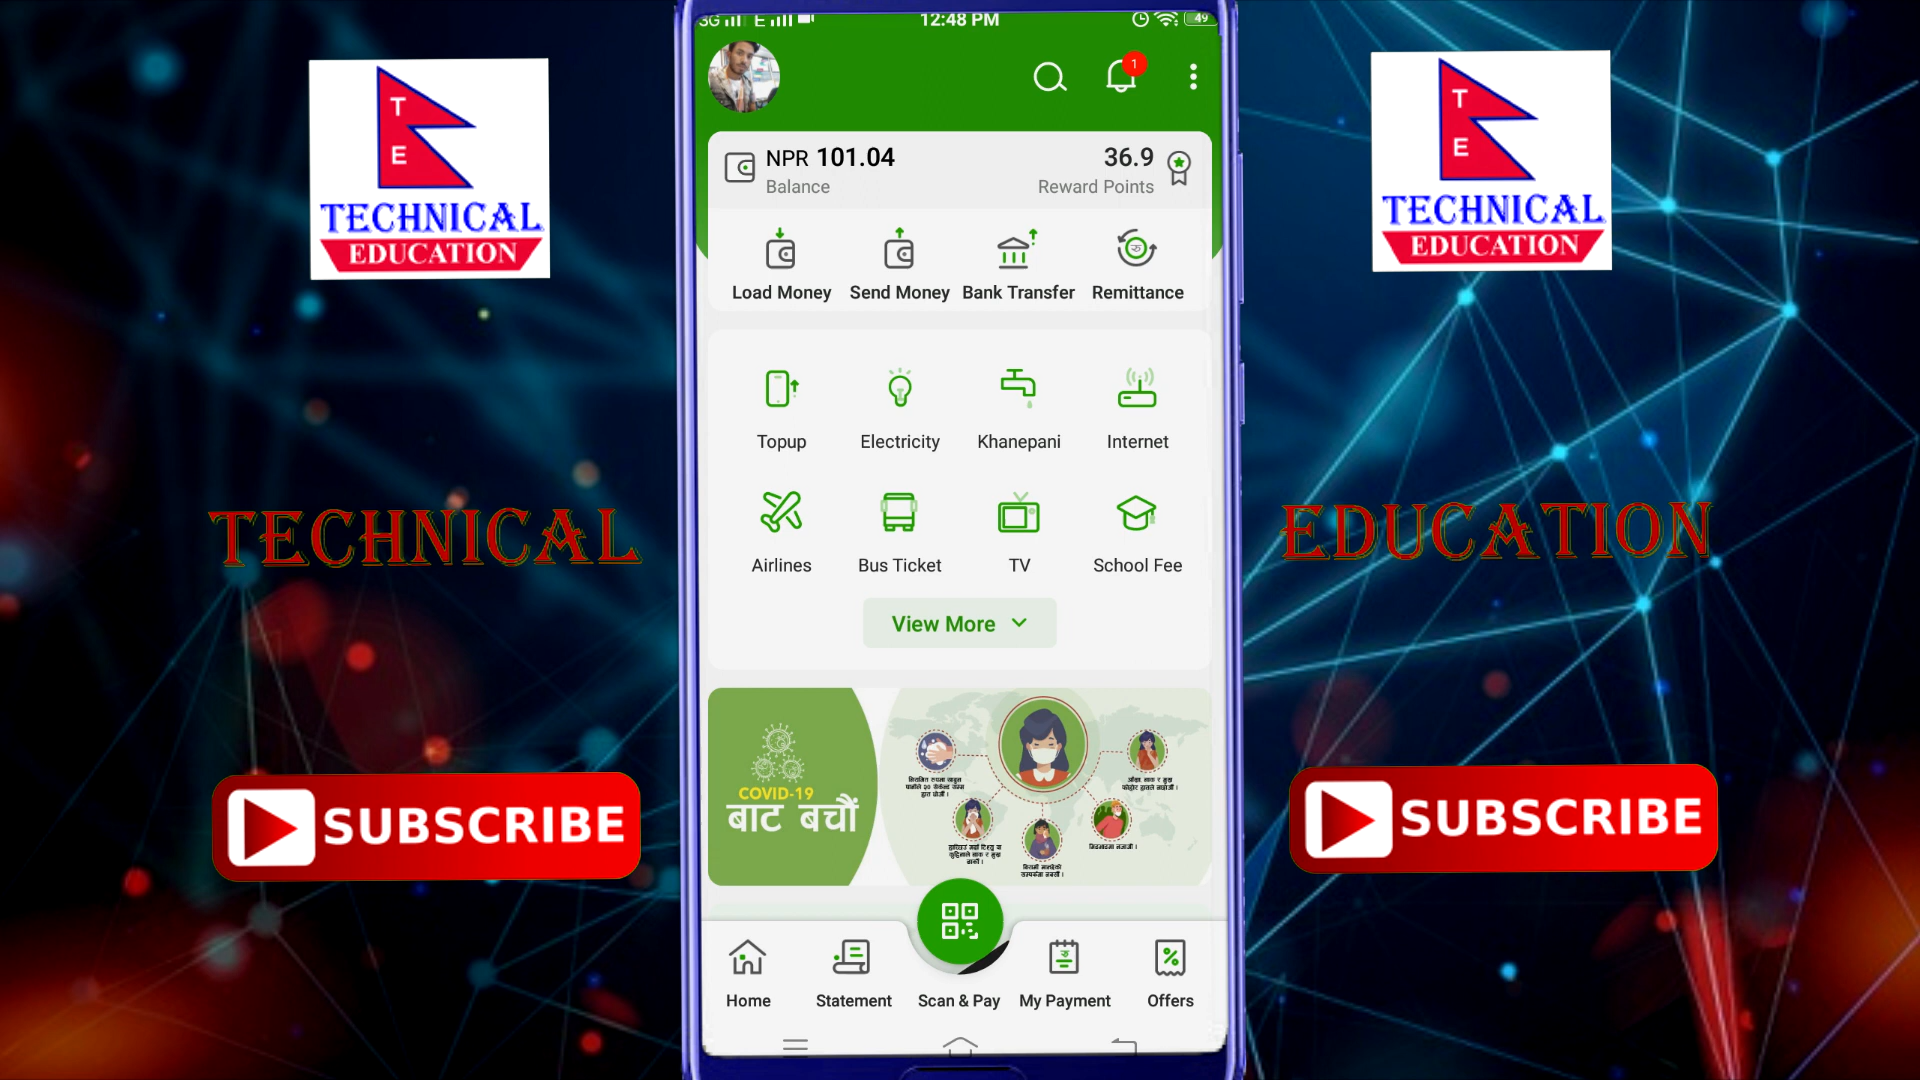 3G E 12:48 PM 49
1
NPR 101.04 36.9
Balance Reward Points
Load Money Send Money Bank Transfer Remittance
Topup Electricity Khanepani Internet
Airlines Bus Ticket TV School Fee
View More
COVID-19
बाट बचौं
Home Statement Scan & Pay My Payment Offers
T
E
TECHNICAL
EDUCATION
TECHNICAL
SUBSCRIBE
T
E
TECHNICAL
EDUCATION
EDUCATION
SUBSCRIBE